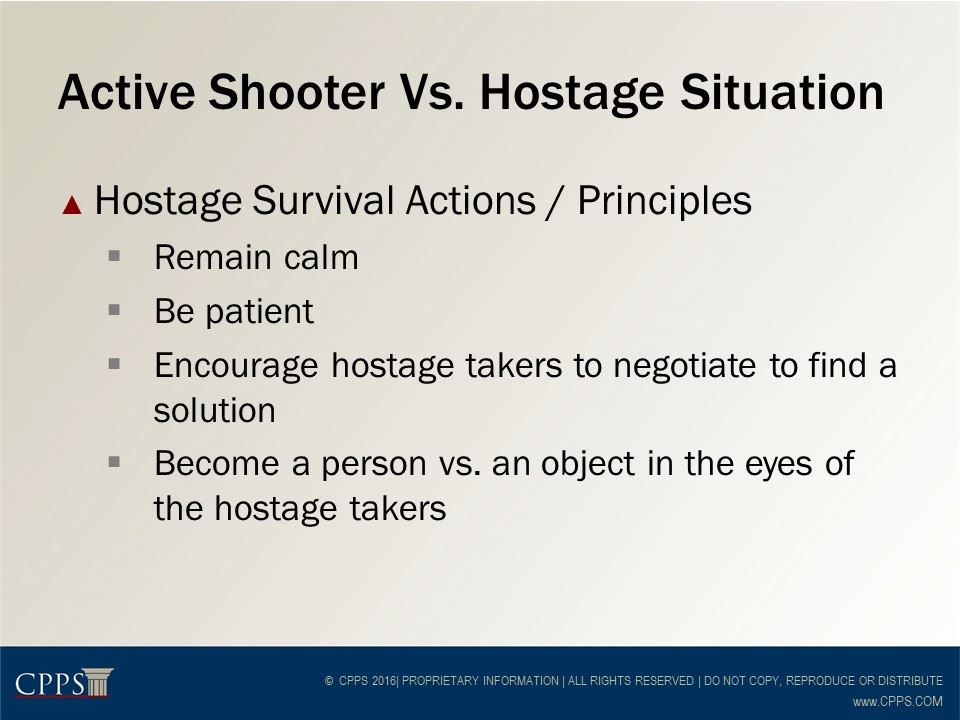 Active Shooter Vs. Hostage Situation
▲ Hostage Survival Actions / Principles
▪ Remain calm
▪ Be patient
▪ Encourage hostage takers to negotiate to find a
solution
▪ Become a person vs. an object in the eyes of
the hostage takers
CPPS
© CPPS 2016| PROPRIETARY INFORMATION | ALL RIGHTS RESERVED | DO NOT COPY, REPRODUCE OR DISTRIBUTE
www.CPPS.COM